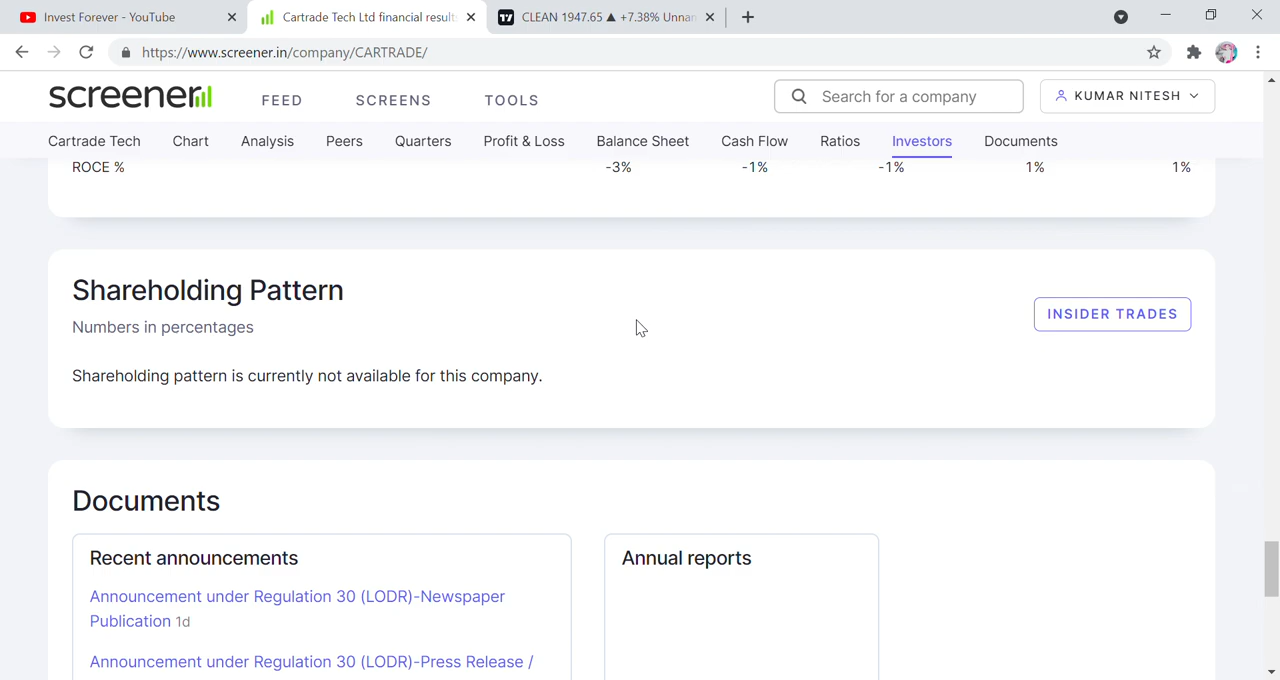 Invest Forever - YouTube
Cartrade Tech Ltd financial result
CLEAN 1947.65 ▲ +7.38% Unnan
https://www.screener.in/company/CARTRADE/
screener
FEED
SCREENS
TOOLS
Search for a company
KUMAR NITESH
Cartrade Tech
Chart
Analysis
Peers
Quarters
Profit & Loss
Balance Sheet
Cash Flow
Ratios
Investors
Documents
ROCE % -3% -1% -1% 1% 1%
Shareholding Pattern
Numbers in percentages
INSIDER TRADES
Shareholding pattern is currently not available for this company.
Documents
Recent announcements
Announcement under Regulation 30 (LODR)-Newspaper
Publication 1d
Announcement under Regulation 30 (LODR)-Press Release /
Annual reports